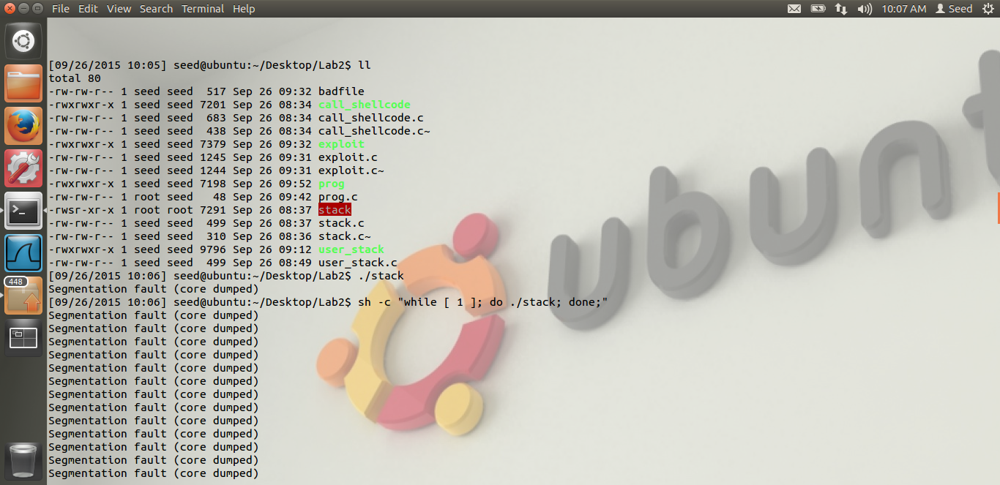 File Edit View Search Terminal Help
10:07 AM Seed
[09/26/2015 10:05] seed@ubuntu:~/Desktop/Lab2$ ll
total 80
-rw-rw-r-- 1 seed seed  517 Sep 26 09:32 badfile
-rwxrwxr-x 1 seed seed 7201 Sep 26 08:34 call_shellcode
-rw-rw-r-- 1 seed seed  683 Sep 26 08:34 call_shellcode.c
-rw-rw-r-- 1 seed seed  438 Sep 26 08:34 call_shellcode.c~
-rwxrwxr-x 1 seed seed 7379 Sep 26 09:32 exploit
-rw-rw-r-- 1 seed seed 1245 Sep 26 09:31 exploit.c
-rw-rw-r-- 1 seed seed 1244 Sep 26 09:31 exploit.c~
-rwxrwxr-x 1 seed seed 7198 Sep 26 09:52 prog
-rw-rw-r-- 1 root seed   48 Sep 26 09:42 prog.c
-rwsr-xr-x 1 root root 7291 Sep 26 08:37 stack
-rw-rw-r-- 1 seed seed  499 Sep 26 08:37 stack.c
-rw-rw-r-- 1 seed seed  310 Sep 26 08:36 stack.c~
-rwxrwxr-x 1 seed seed 9796 Sep 26 09:12 user_stack
-rw-rw-r-- 1 seed seed  499 Sep 26 08:49 user_stack.c
[09/26/2015 10:06] seed@ubuntu:~/Desktop/Lab2$ ./stack
Segmentation fault (core dumped)
[09/26/2015 10:06] seed@ubuntu:~/Desktop/Lab2$ sh -c "while [ 1 ]; do ./stack; done;"
Segmentation fault (core dumped)
Segmentation fault (core dumped)
Segmentation fault (core dumped)
Segmentation fault (core dumped)
Segmentation fault (core dumped)
Segmentation fault (core dumped)
Segmentation fault (core dumped)
Segmentation fault (core dumped)
Segmentation fault (core dumped)
Segmentation fault (core dumped)
Segmentation fault (core dumped)
Segmentation fault (core dumped)
Segmentation fault (core dumped)
448
ubunt